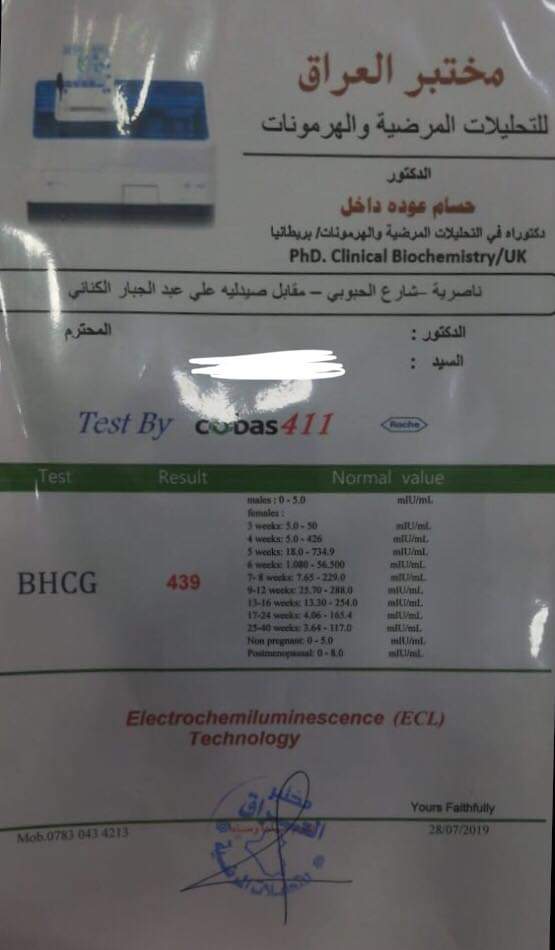 مختبر العراق
للتحليلات المرضية والهرمونات
الدكتور
حسام عوده داخل
دكتوراه في التحليلات المرضية والهرمونات/ بريطانيا
PhD. Clinical Biochemistry/UK
ناصرية –شارع الحبوبي – مقابل صيدليه علي عبد الجبار الكناني
الدكتور : المحترم
السيد :
Test By cobas 411 Roche
Test Result Normal value
males : 0 - 5.0 mIU/mL
females :
3 weeks: 5.0 - 50 mIU/mL
4 weeks: 5.0 - 426 mIU/mL
5 weeks: 18.0 - 734.9 mIU/mL
6 weeks: 1.080 - 56.500 mIU/mL
7- 8 weeks: 7.65 - 229.0 mIU/mL
BHCG 439
9-12 weeks: 25.70 - 288.0 mIU/mL
13-16 weeks: 13.30 - 254.0 mIU/mL
17-24 weeks: 4.06 - 165.4 mIU/mL
25-40 weeks: 3.64 - 117.0 mIU/mL
Non pregnant: 0 - 5.0 mIU/mL
Postmenopausal: 0 - 8.0 mIU/mL
Electrochemiluminescence (ECL)
Technology
مختبر
العراق
للتحليلات المرضية
Yours Faithfully
Mob.0783 043 4213
28/07/2019